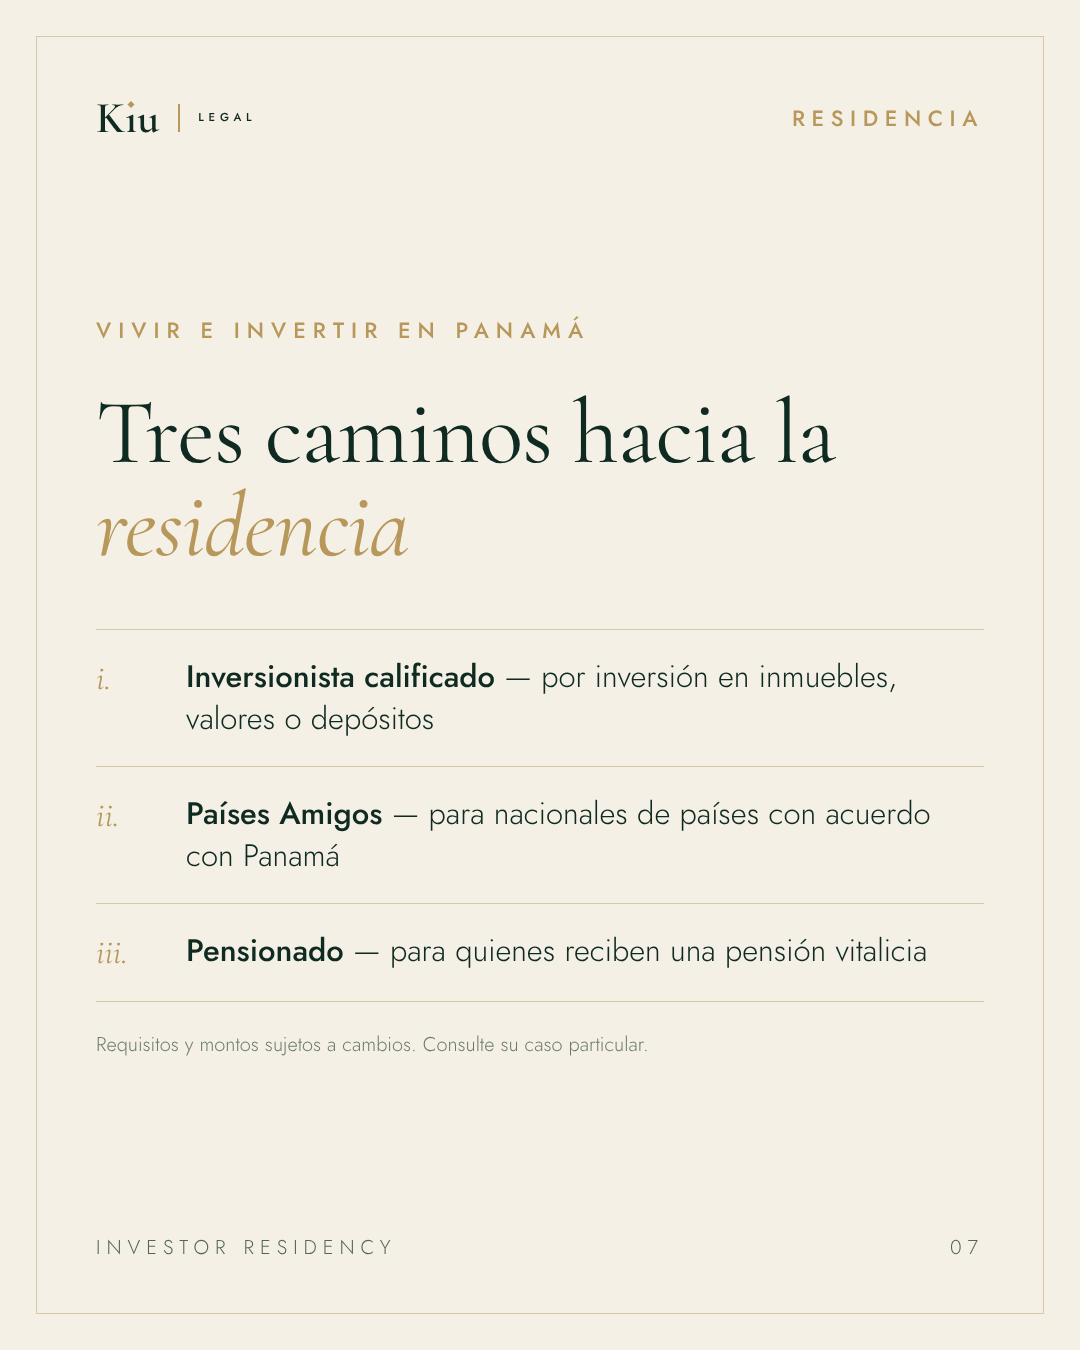 Kiu LEGAL
RESIDENCIA
VIVIR E INVERTIR EN PANAMÁ
Tres caminos hacia la
residencia
i. Inversionista calificado — por inversión en inmuebles,
valores o depósitos
ii. Países Amigos — para nacionales de países con acuerdo
con Panamá
iii. Pensionado — para quienes reciben una pensión vitalicia
Requisitos y montos sujetos a cambios. Consulte su caso particular.
INVESTOR RESIDENCY
07